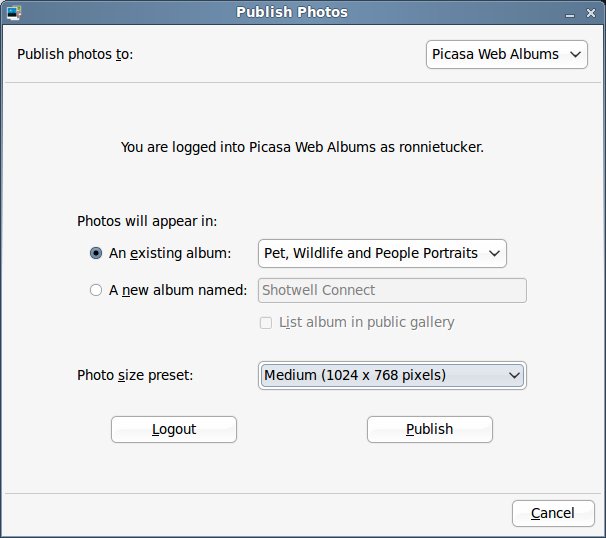 Publish Photos
Publish photos to: Picasa Web Albums
You are logged into Picasa Web Albums as ronnietucker.
Photos will appear in:
An existing album: Pet, Wildlife and People Portraits
A new album named: Shotwell Connect
List album in public gallery
Photo size preset: Medium (1024 x 768 pixels)
Logout Publish
Cancel